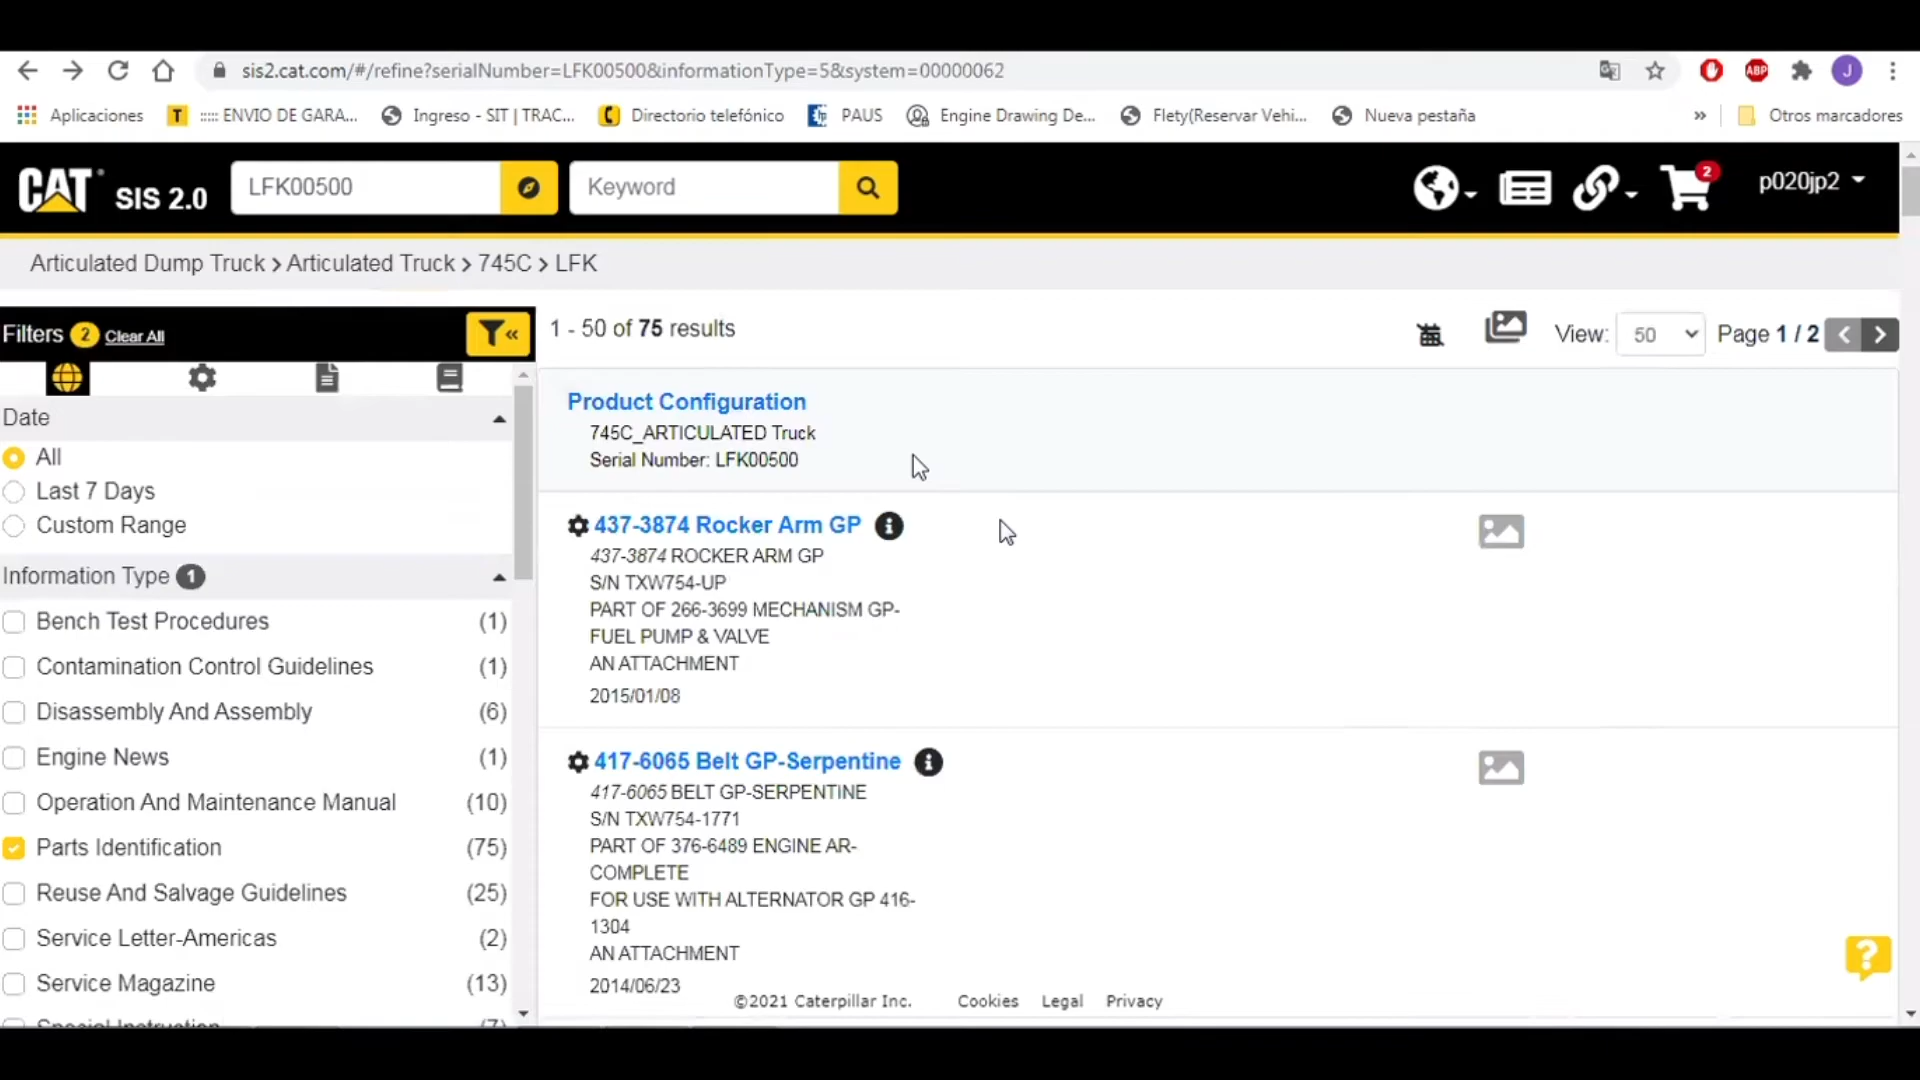 sis2.cat.com/#/refine?serialNumber=LFK00500&informationType=5&system=00000062
ABP
J
Aplicaciones
T
::::: ENVIO DE GARA...
Ingreso - SIT | TRAC...
Directorio telefónico
PAUS
Engine Drawing De...
Flety(Reservar Vehi...
Nueva pestaña
»
Otros marcadores
CAT SIS 2.0
LFK00500
Keyword
2
p020jp2
Articulated Dump Truck > Articulated Truck > 745C > LFK
Filters 2 Clear All
1 - 50 of 75 results
View: 50
Page 1 / 2
Date
All
Last 7 Days
Custom Range
Information Type 1
Bench Test Procedures (1)
Contamination Control Guidelines (1)
Disassembly And Assembly (6)
Engine News (1)
Operation And Maintenance Manual (10)
Parts Identification (75)
Reuse And Salvage Guidelines (25)
Service Letter-Americas (2)
Service Magazine (13)
Special Instruction (7)
Product Configuration
745C_ARTICULATED Truck
Serial Number: LFK00500
437-3874 Rocker Arm GP
437-3874 ROCKER ARM GP
S/N TXW754-UP
PART OF 266-3699 MECHANISM GP-
FUEL PUMP & VALVE
AN ATTACHMENT
2015/01/08
417-6065 Belt GP-Serpentine
417-6065 BELT GP-SERPENTINE
S/N TXW754-1771
PART OF 376-6489 ENGINE AR-
COMPLETE
FOR USE WITH ALTERNATOR GP 416-
1304
AN ATTACHMENT
2014/06/23
?
©2021 Caterpillar Inc. Cookies Legal Privacy